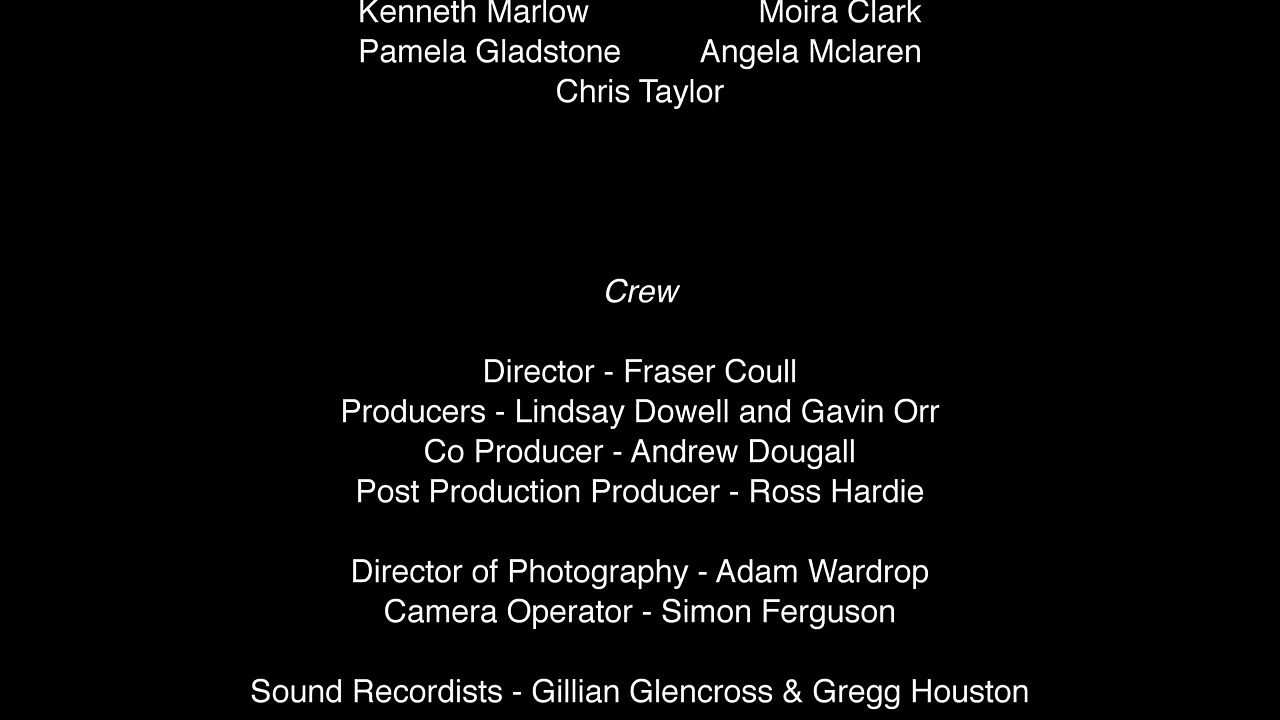 Kenneth Marlow Moira Clark
Pamela Gladstone Angela Mclaren
Chris Taylor
Crew
Director - Fraser Coull
Producers - Lindsay Dowell and Gavin Orr
Co Producer - Andrew Dougall
Post Production Producer - Ross Hardie
Director of Photography - Adam Wardrop
Camera Operator - Simon Ferguson
Sound Recordists - Gillian Glencross & Gregg Houston